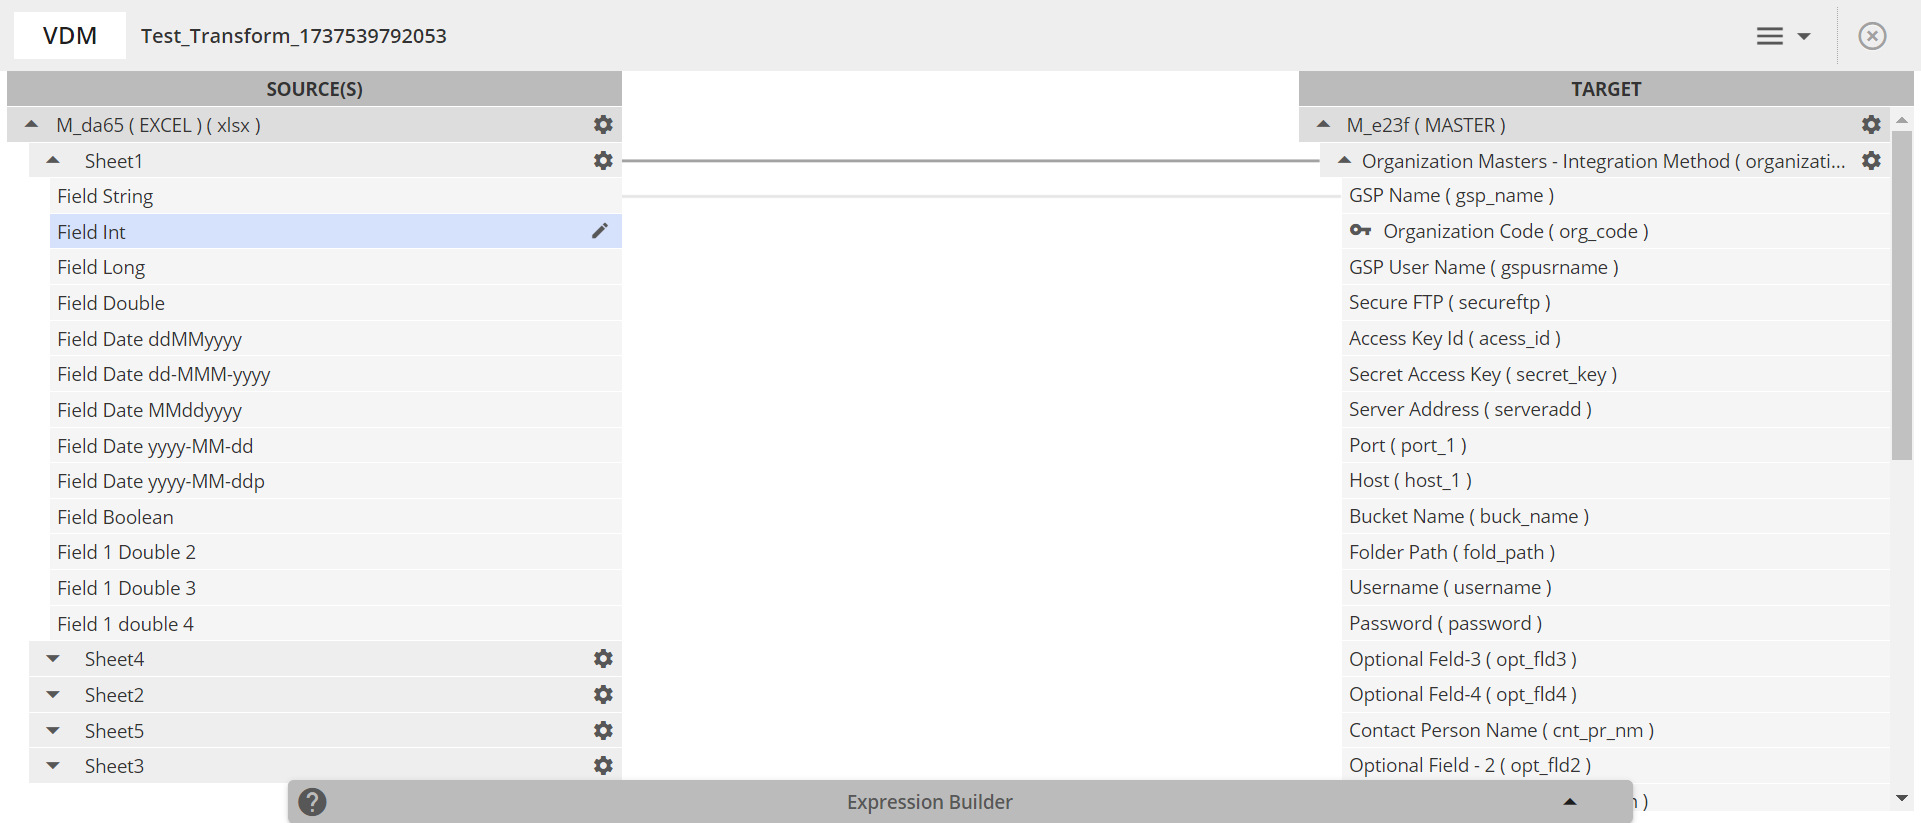 VDM
Test_Transform_1737539792053
SOURCE(S)
M_da65 ( EXCEL ) ( xlsx )
Sheet1
Field String
Field Int
Field Long
Field Double
Field Date ddMMyyyy
Field Date dd-MMM-yyyy
Field Date MMddyyyy
Field Date yyyy-MM-dd
Field Date yyyy-MM-ddp
Field Boolean
Field 1 Double 2
Field 1 Double 3
Field 1 double 4
Sheet4
Sheet2
Sheet5
Sheet3
TARGET
M_e23f ( MASTER )
Organization Masters - Integration Method ( organizati...
GSP Name ( gsp_name )
Organization Code ( org_code )
GSP User Name ( gspusrname )
Secure FTP ( secureftp )
Access Key Id ( acess_id )
Secret Access Key ( secret_key )
Server Address ( serveradd )
Port ( port_1 )
Host ( host_1 )
Bucket Name ( buck_name )
Folder Path ( fold_path )
Username ( username )
Password ( password )
Optional Feld-3 ( opt_fld3 )
Optional Feld-4 ( opt_fld4 )
Contact Person Name ( cnt_pr_nm )
Optional Field - 2 ( opt_fld2 )
Expression Builder